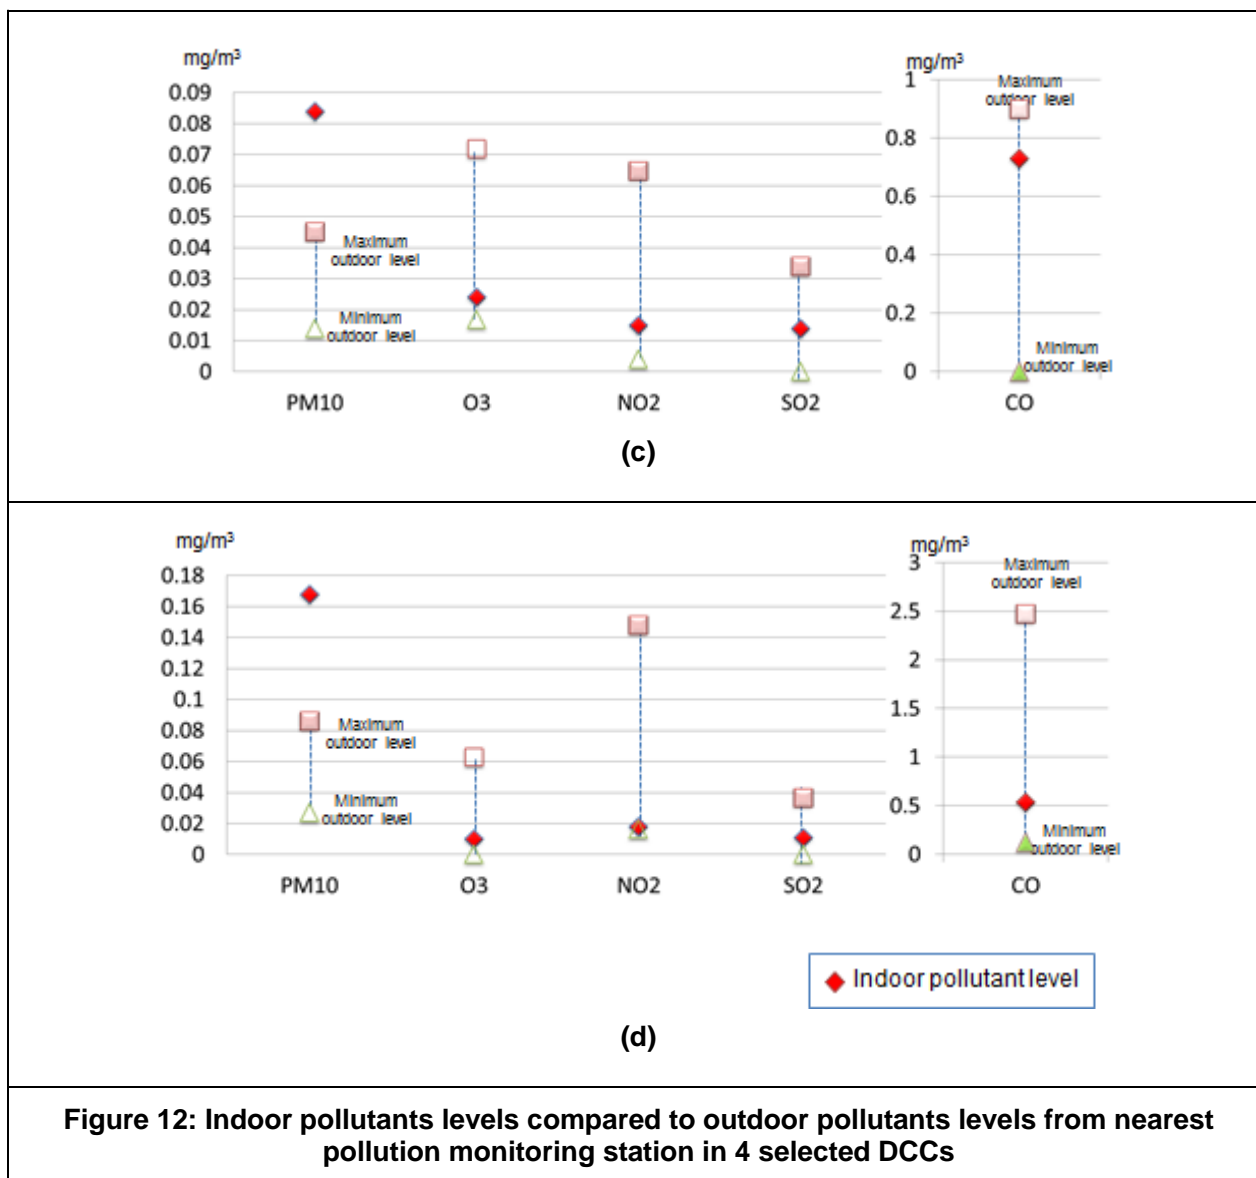 mg/m³
0.09
0.08
0.07
0.06
0.05
0.04
0.03
0.02
0.01
0
Maximum
outdoor level
Minimum
outdoor level
PM10
O3
NO2
SO2
mg/m³
1
0.8
0.6
0.4
0.2
0
Maximum
outdoor level
Minimum
outdoor level
CO
(c)
mg/m³
0.18
0.16
0.14
0.12
0.1
0.08
0.06
0.04
0.02
0
Maximum
outdoor level
Minimum
outdoor level
PM10
O3
NO2
SO2
mg/m³
3
2.5
2
1.5
1
0.5
0
Maximum
outdoor level
Minimum
outdoor level
CO
Indoor pollutant level
(d)
Figure 12: Indoor pollutants levels compared to outdoor pollutants levels from nearest
pollution monitoring station in 4 selected DCCs